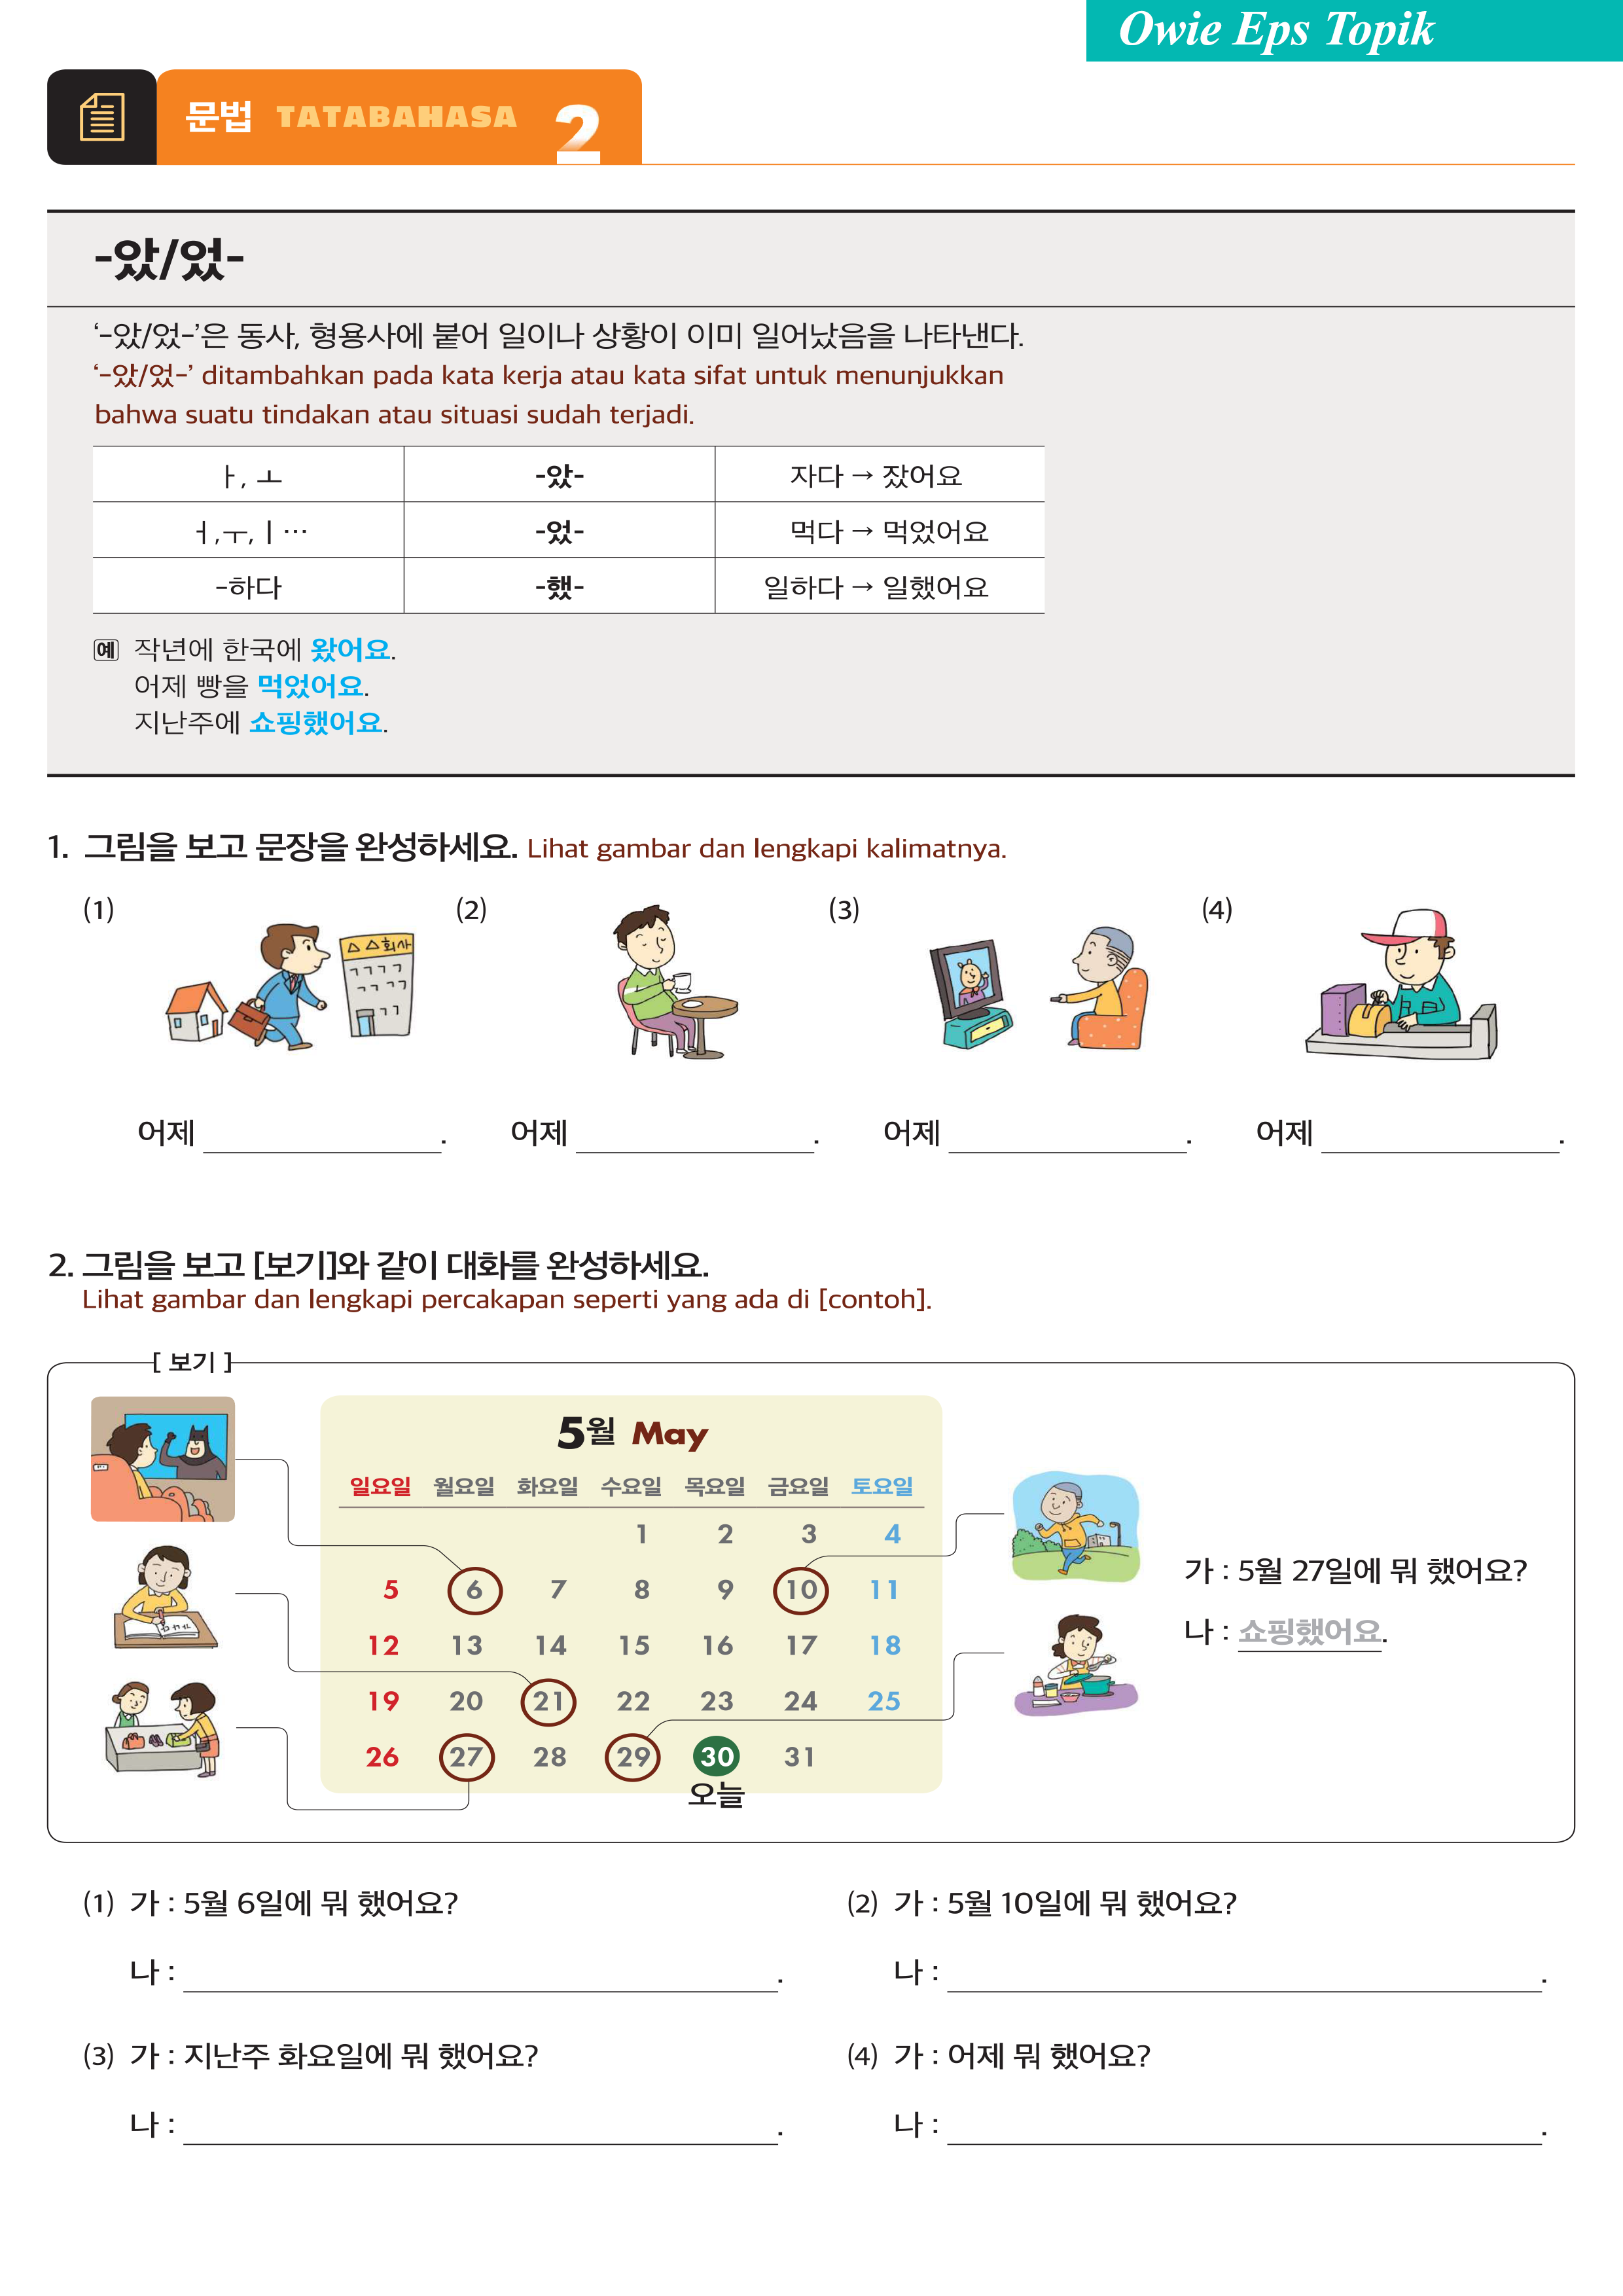 Owie Eps Topik
문법 TATABAHASA 2
-았/었-
‘-았/었-’은 동사, 형용사에 붙어 일이나 상황이 이미 일어났음을 나타낸다.
‘-았/었-’ ditambahkan pada kata kerja atau kata sifat untuk menunjukkan
bahwa suatu tindakan atau situasi sudah terjadi.
ㅏ, ㅗ -았- 자다 → 잤어요
ㅓ,ㅜ,ㅣ… -었- 먹다 → 먹었어요
-하다 -했- 일하다 → 일했어요
예 작년에 한국에 왔어요.
어제 빵을 먹었어요.
지난주에 쇼핑했어요.
1. 그림을 보고 문장을 완성하세요. Lihat gambar dan lengkapi kalimatnya.
(1) (2) (3) (4)
△△회사
어제 . 어제 . 어제 . 어제 .
2. 그림을 보고 [보기]와 같이 대화를 완성하세요.
Lihat gambar dan lengkapi percakapan seperti yang ada di [contoh].
[ 보기 ]
5월 May
일요일 월요일 화요일 수요일 목요일 금요일 토요일
1 2 3 4
5 6 7 8 9 10 11
12 13 14 15 16 17 18
19 20 21 22 23 24 25
26 27 28 29 30 31
오늘
가 : 5월 27일에 뭐 했어요?
나 : 쇼핑했어요.
(1) 가 : 5월 6일에 뭐 했어요?
나 : .
(2) 가 : 5월 10일에 뭐 했어요?
나 : .
(3) 가 : 지난주 화요일에 뭐 했어요?
나 : .
(4) 가 : 어제 뭐 했어요?
나 : .